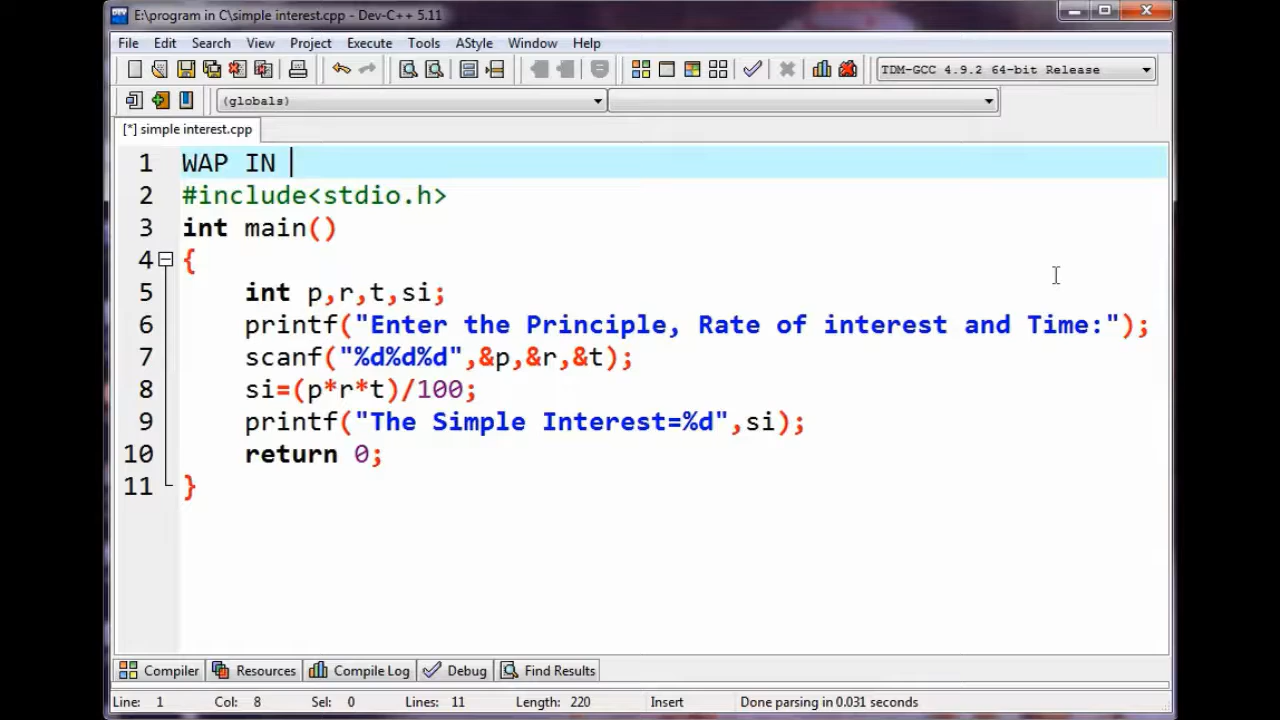 E:\program in C\simple interest.cpp - Dev-C++ 5.11
File Edit Search View Project Execute Tools AStyle Window Help
TDM-GCC 4.9.2 64-bit Release
(globals)
[*] simple interest.cpp
1 WAP IN
2 #include<stdio.h>
3 int main()
4 {
5 int p,r,t,si;
6 printf("Enter the Principle, Rate of interest and Time:");
7 scanf("%d%d%d",&p,&r,&t);
8 si=(p*r*t)/100;
9 printf("The Simple Interest=%d",si);
10 return 0;
11 }
Compiler Resources Compile Log Debug Find Results
Line: 1 Col: 8 Sel: 0 Lines: 11 Length: 220 Insert Done parsing in 0.031 seconds